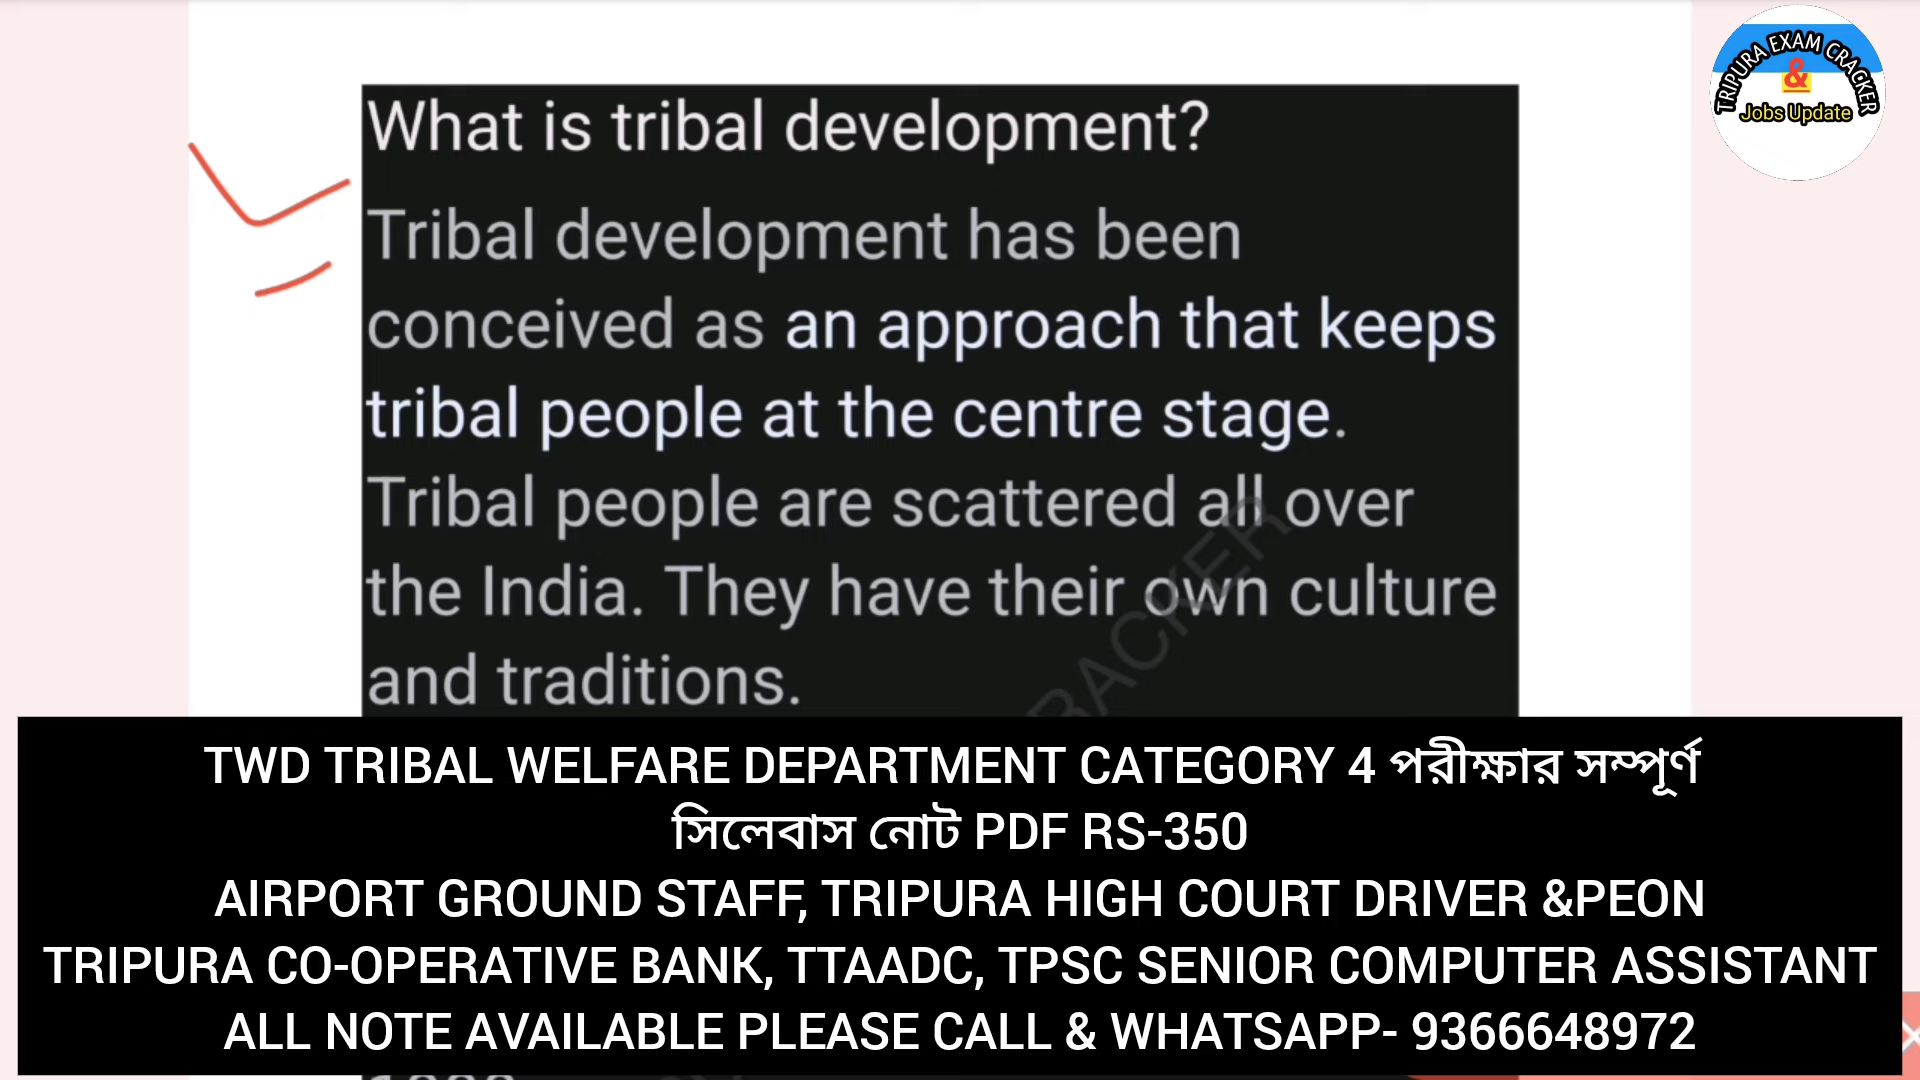 TRIPURA EXAM CRACKER
&
Jobs Update
What is tribal development?
Tribal development has been
conceived as an approach that keeps
tribal people at the centre stage.
Tribal people are scattered all over
the India. They have their own culture
and traditions.
TWD TRIBAL WELFARE DEPARTMENT CATEGORY 4 পরীক্ষার সম্পূর্ণ
সিলেবাস নোট PDF RS-350
AIRPORT GROUND STAFF, TRIPURA HIGH COURT DRIVER &PEON
TRIPURA CO-OPERATIVE BANK, TTAADC, TPSC SENIOR COMPUTER ASSISTANT
ALL NOTE AVAILABLE PLEASE CALL & WHATSAPP- 9366648972